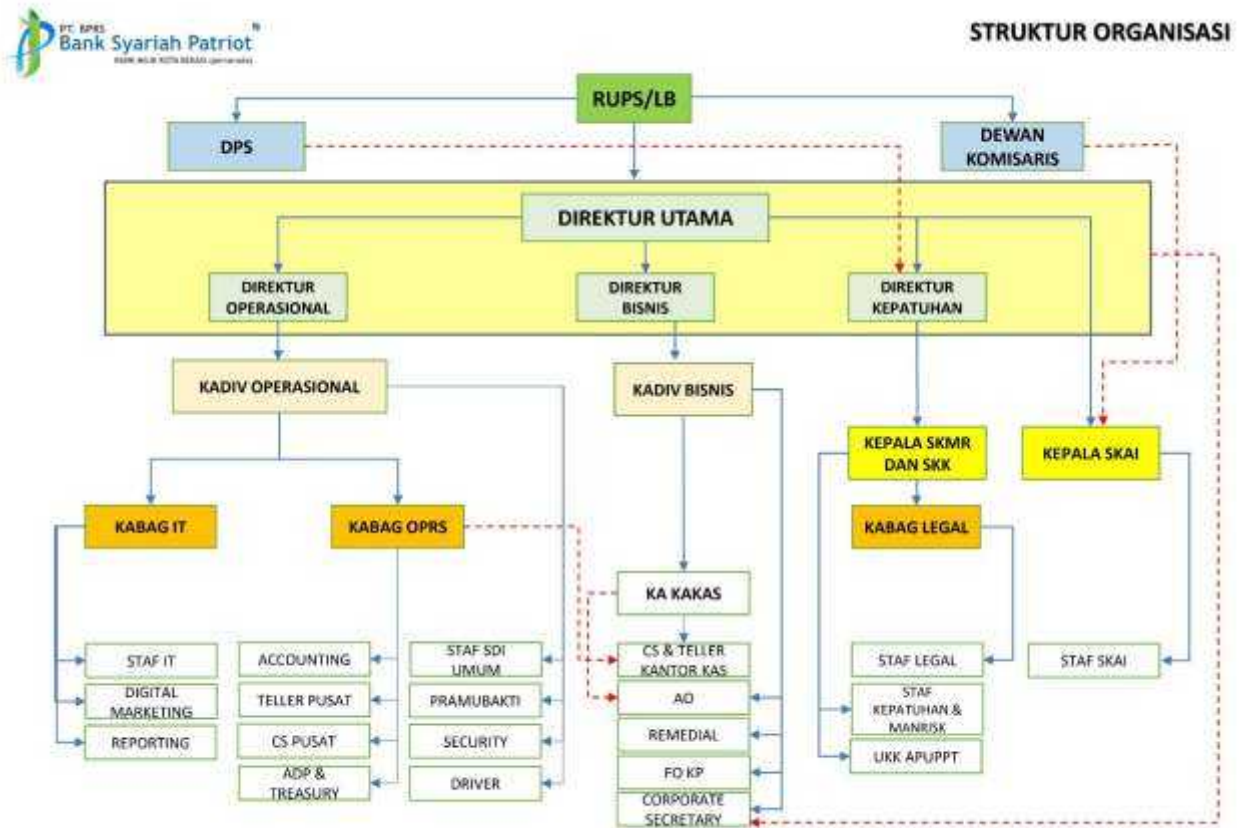 PT. BPRS
Bank Syariah Patriot
STRUKTUR ORGANISASI
RUPS/LB
DPS
DEWAN
KOMISARIS
DIREKTUR UTAMA
DIREKTUR
OPERASIONAL
DIREKTUR
BISNIS
DIREKTUR
KEPATUHAN
KADIV OPERASIONAL
KADIV BISNIS
KEPALA SKMR
DAN SKK
KEPALA SKAI
KABAG IT
KABAG OPRS
KABAG LEGAL
KA KAKAS
STAF IT
DIGITAL
MARKETING
REPORTING
ACCOUNTING
TELLER PUSAT
CS PUSAT
ADP &
TREASURY
STAF SDI
UMUM
PRAMUBAKTI
SECURITY
DRIVER
CS & TELLER
KANTOR KAS
AO
REMEDIAL
FO KP
CORPORATE
SECRETARY
STAF LEGAL
STAF
KEPATUHAN &
MANRISK
UKK APUPPT
STAF SKAI